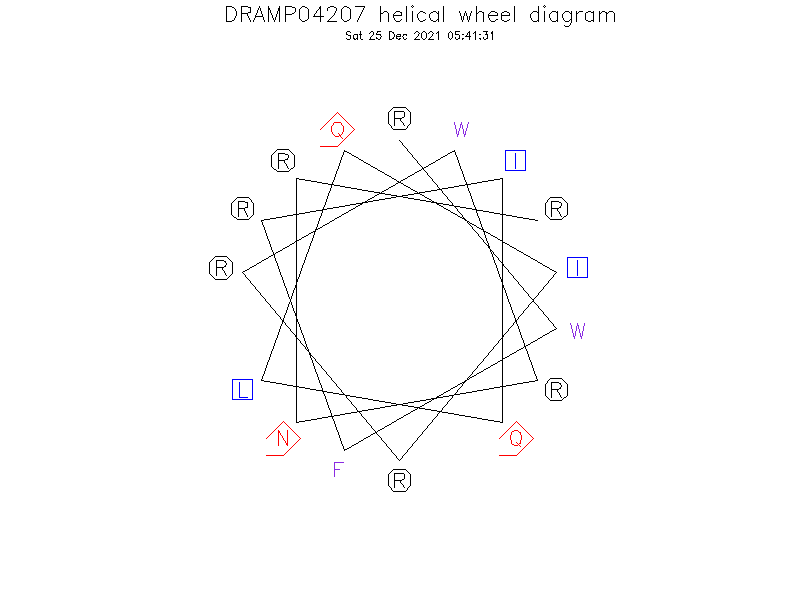 DRAMP04207 helical wheel diagram
Sat 25 Dec 2021 05:41:31
R
Q W
R I
R R
R I
W
L R
N Q
F
R